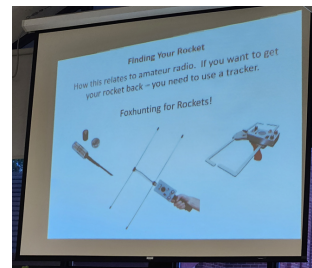 Finding Your Rocket
How this relates to amateur radio. If you want to get
your rocket back – you need to use a tracker.
Foxhunting for Rockets!